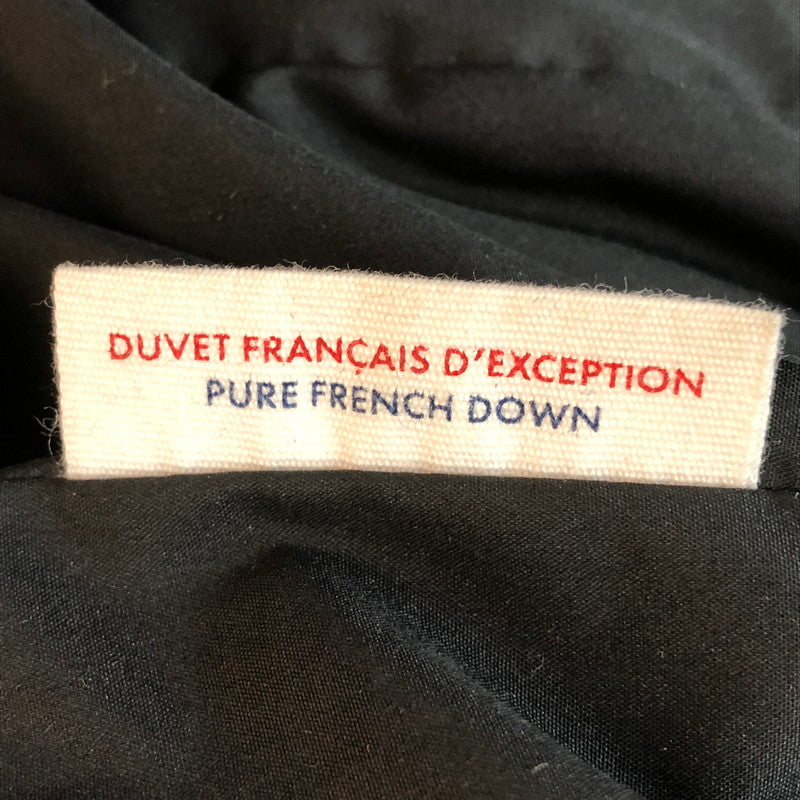 DUVET FRANÇAIS D'EXCEPTION
PURE FRENCH DOWN